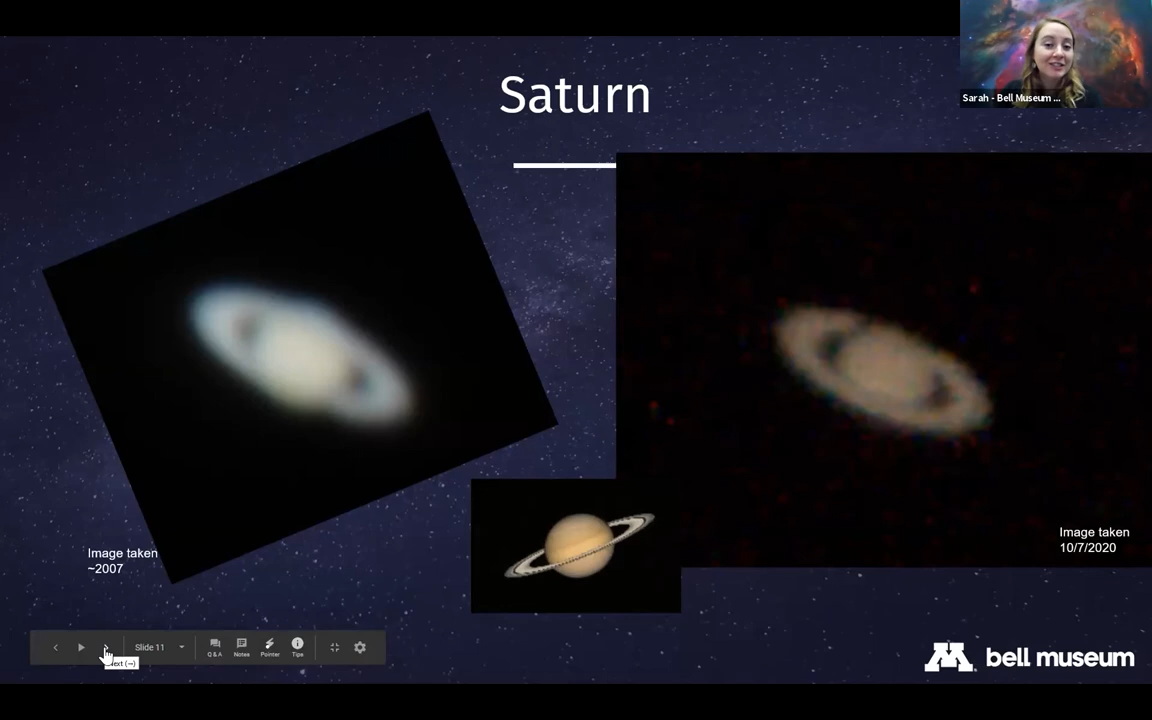 Saturn
Sarah - Bell Museum ...
Image taken
~2007
Image taken
10/7/2020
Slide 11
Q & A
Notes
Pointer
Tips
bell museum